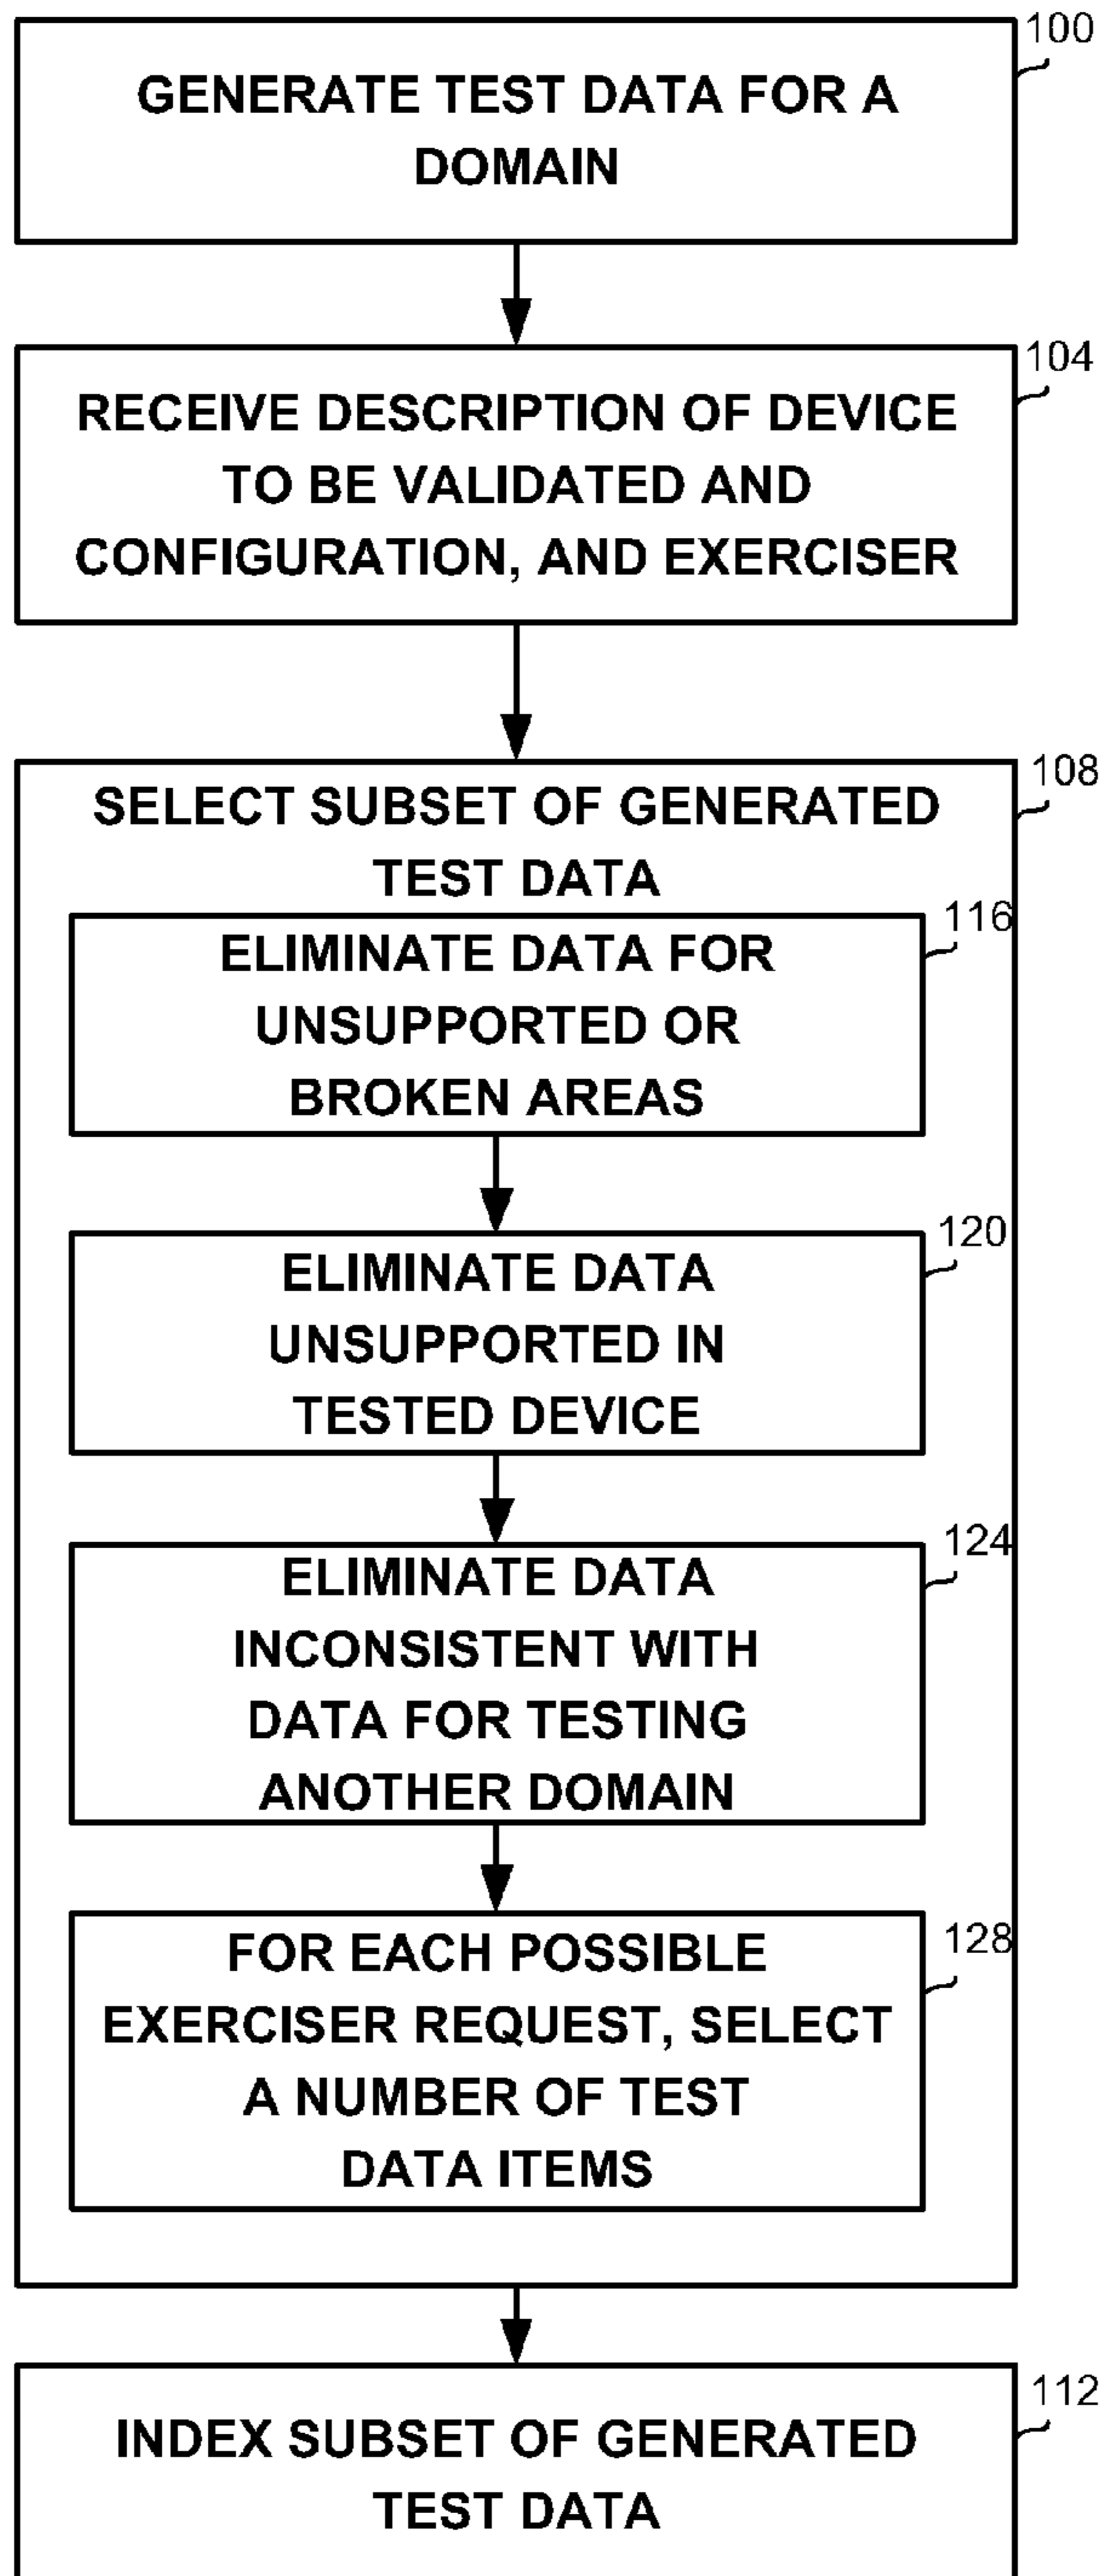 100
GENERATE TEST DATA FOR A
DOMAIN
104
RECEIVE DESCRIPTION OF DEVICE
TO BE VALIDATED AND
CONFIGURATION, AND EXERCISER
108
SELECT SUBSET OF GENERATED
TEST DATA
116
ELIMINATE DATA FOR
UNSUPPORTED OR
BROKEN AREAS
120
ELIMINATE DATA
UNSUPPORTED IN
TESTED DEVICE
124
ELIMINATE DATA
INCONSISTENT WITH
DATA FOR TESTING
ANOTHER DOMAIN
128
FOR EACH POSSIBLE
EXERCISER REQUEST, SELECT
A NUMBER OF TEST
DATA ITEMS
112
INDEX SUBSET OF GENERATED
TEST DATA